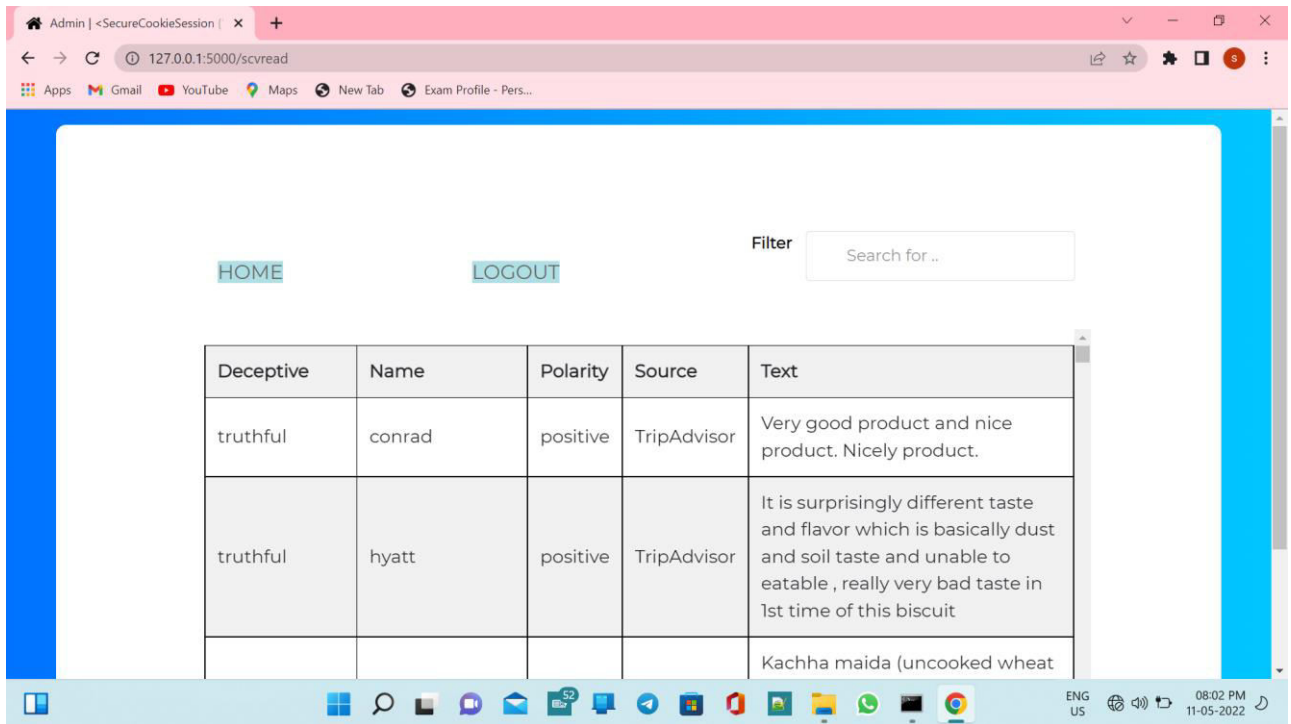 Admin | <SecureCookieSession (
127.0.0.1:5000/scvread
S
Apps Gmail YouTube Maps New Tab Exam Profile - Pers...
Filter Search for ..
HOME LOGOUT
Deceptive Name Polarity Source Text
truthful conrad positive TripAdvisor Very good product and nice
product. Nicely product.
truthful hyatt positive TripAdvisor It is surprisingly different taste
and flavor which is basically dust
and soil taste and unable to
eatable , really very bad taste in
1st time of this biscuit
Kachha maida (uncooked wheat
52
ENG
US
08:02 PM
11-05-2022